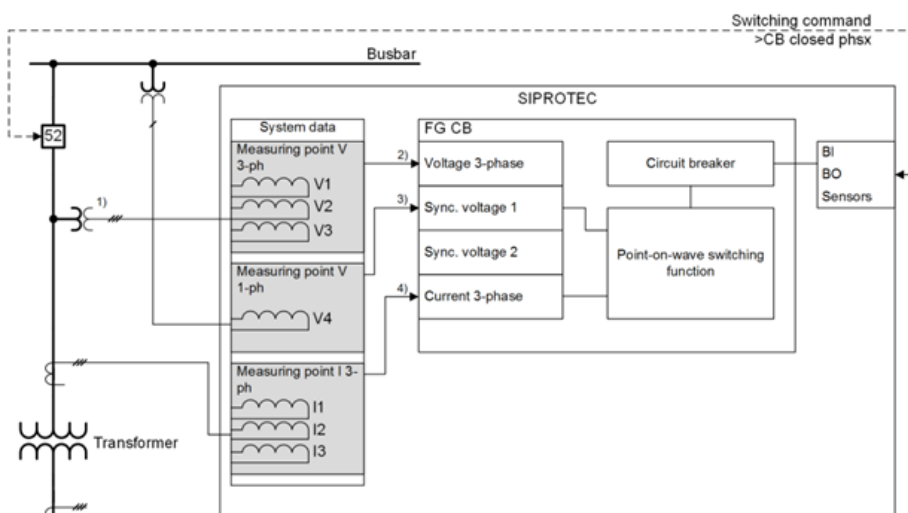 Switching command
>CB closed phsx
Busbar
SIPROTEC
52
System data
FG CB
Measuring point V
3-ph
V1
V2
V3
2)
Voltage 3-phase
Circuit breaker
BI
BO
Sensors
1)
3)
Sync. voltage 1
Sync. voltage 2
Point-on-wave switching
function
Measuring point V
1-ph
V4
4)
Current 3-phase
Measuring point I 3-
ph
I1
I2
I3
Transformer